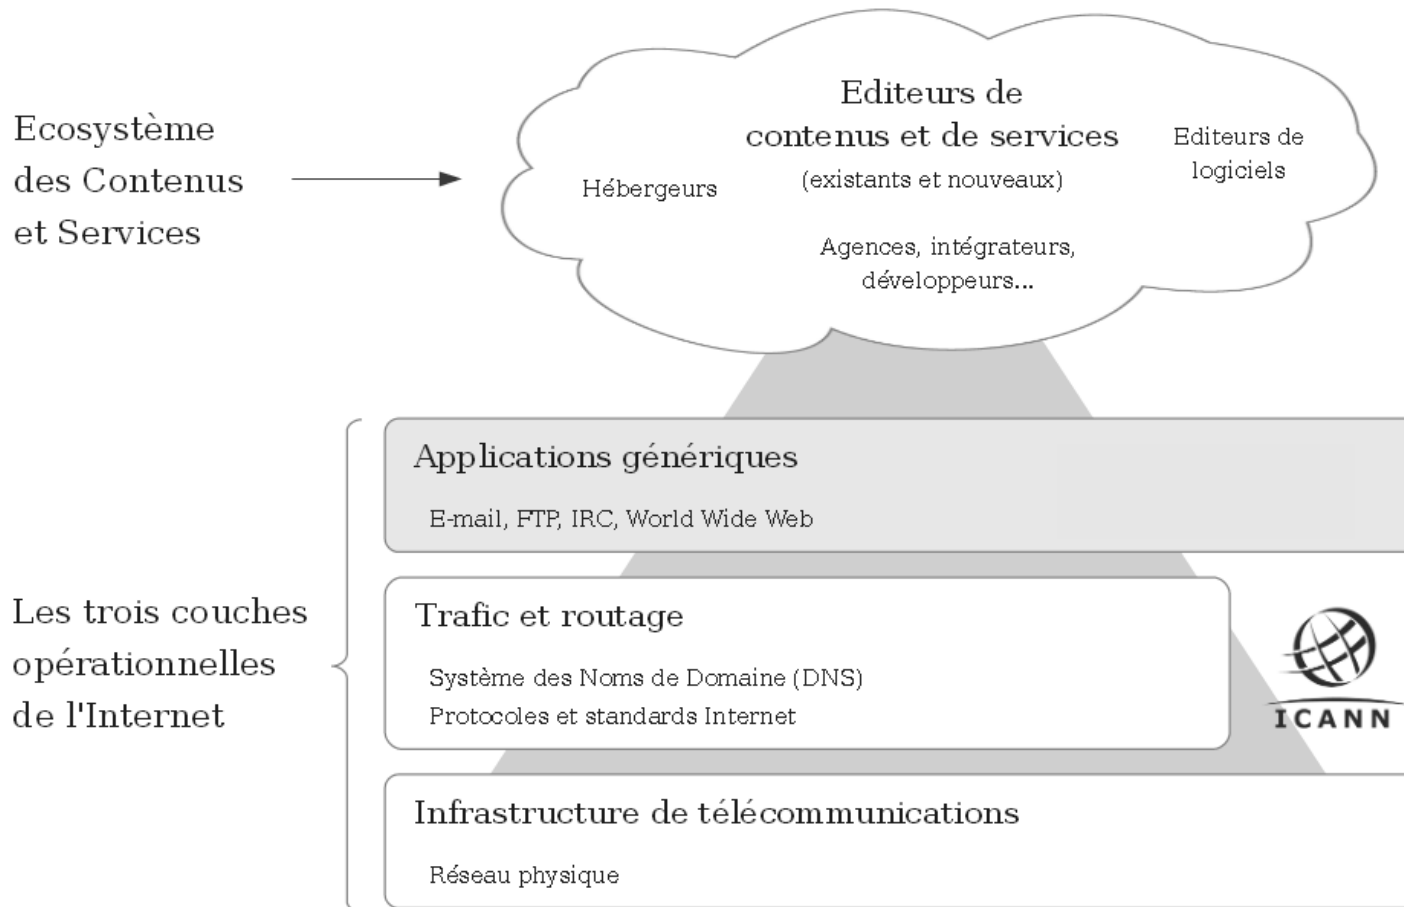 Ecosystème
des Contenus
et Services
Editeurs de
contenus et de services
(existants et nouveaux)
Hébergeurs
Editeurs de
logiciels
Agences, intégrateurs,
développeurs...
Les trois couches
opérationnelles
de l'Internet
Applications génériques
E-mail, FTP, IRC, World Wide Web
Trafic et routage
Système des Noms de Domaine (DNS)
Protocoles et standards Internet
ICANN
Infrastructure de télécommunications
Réseau physique